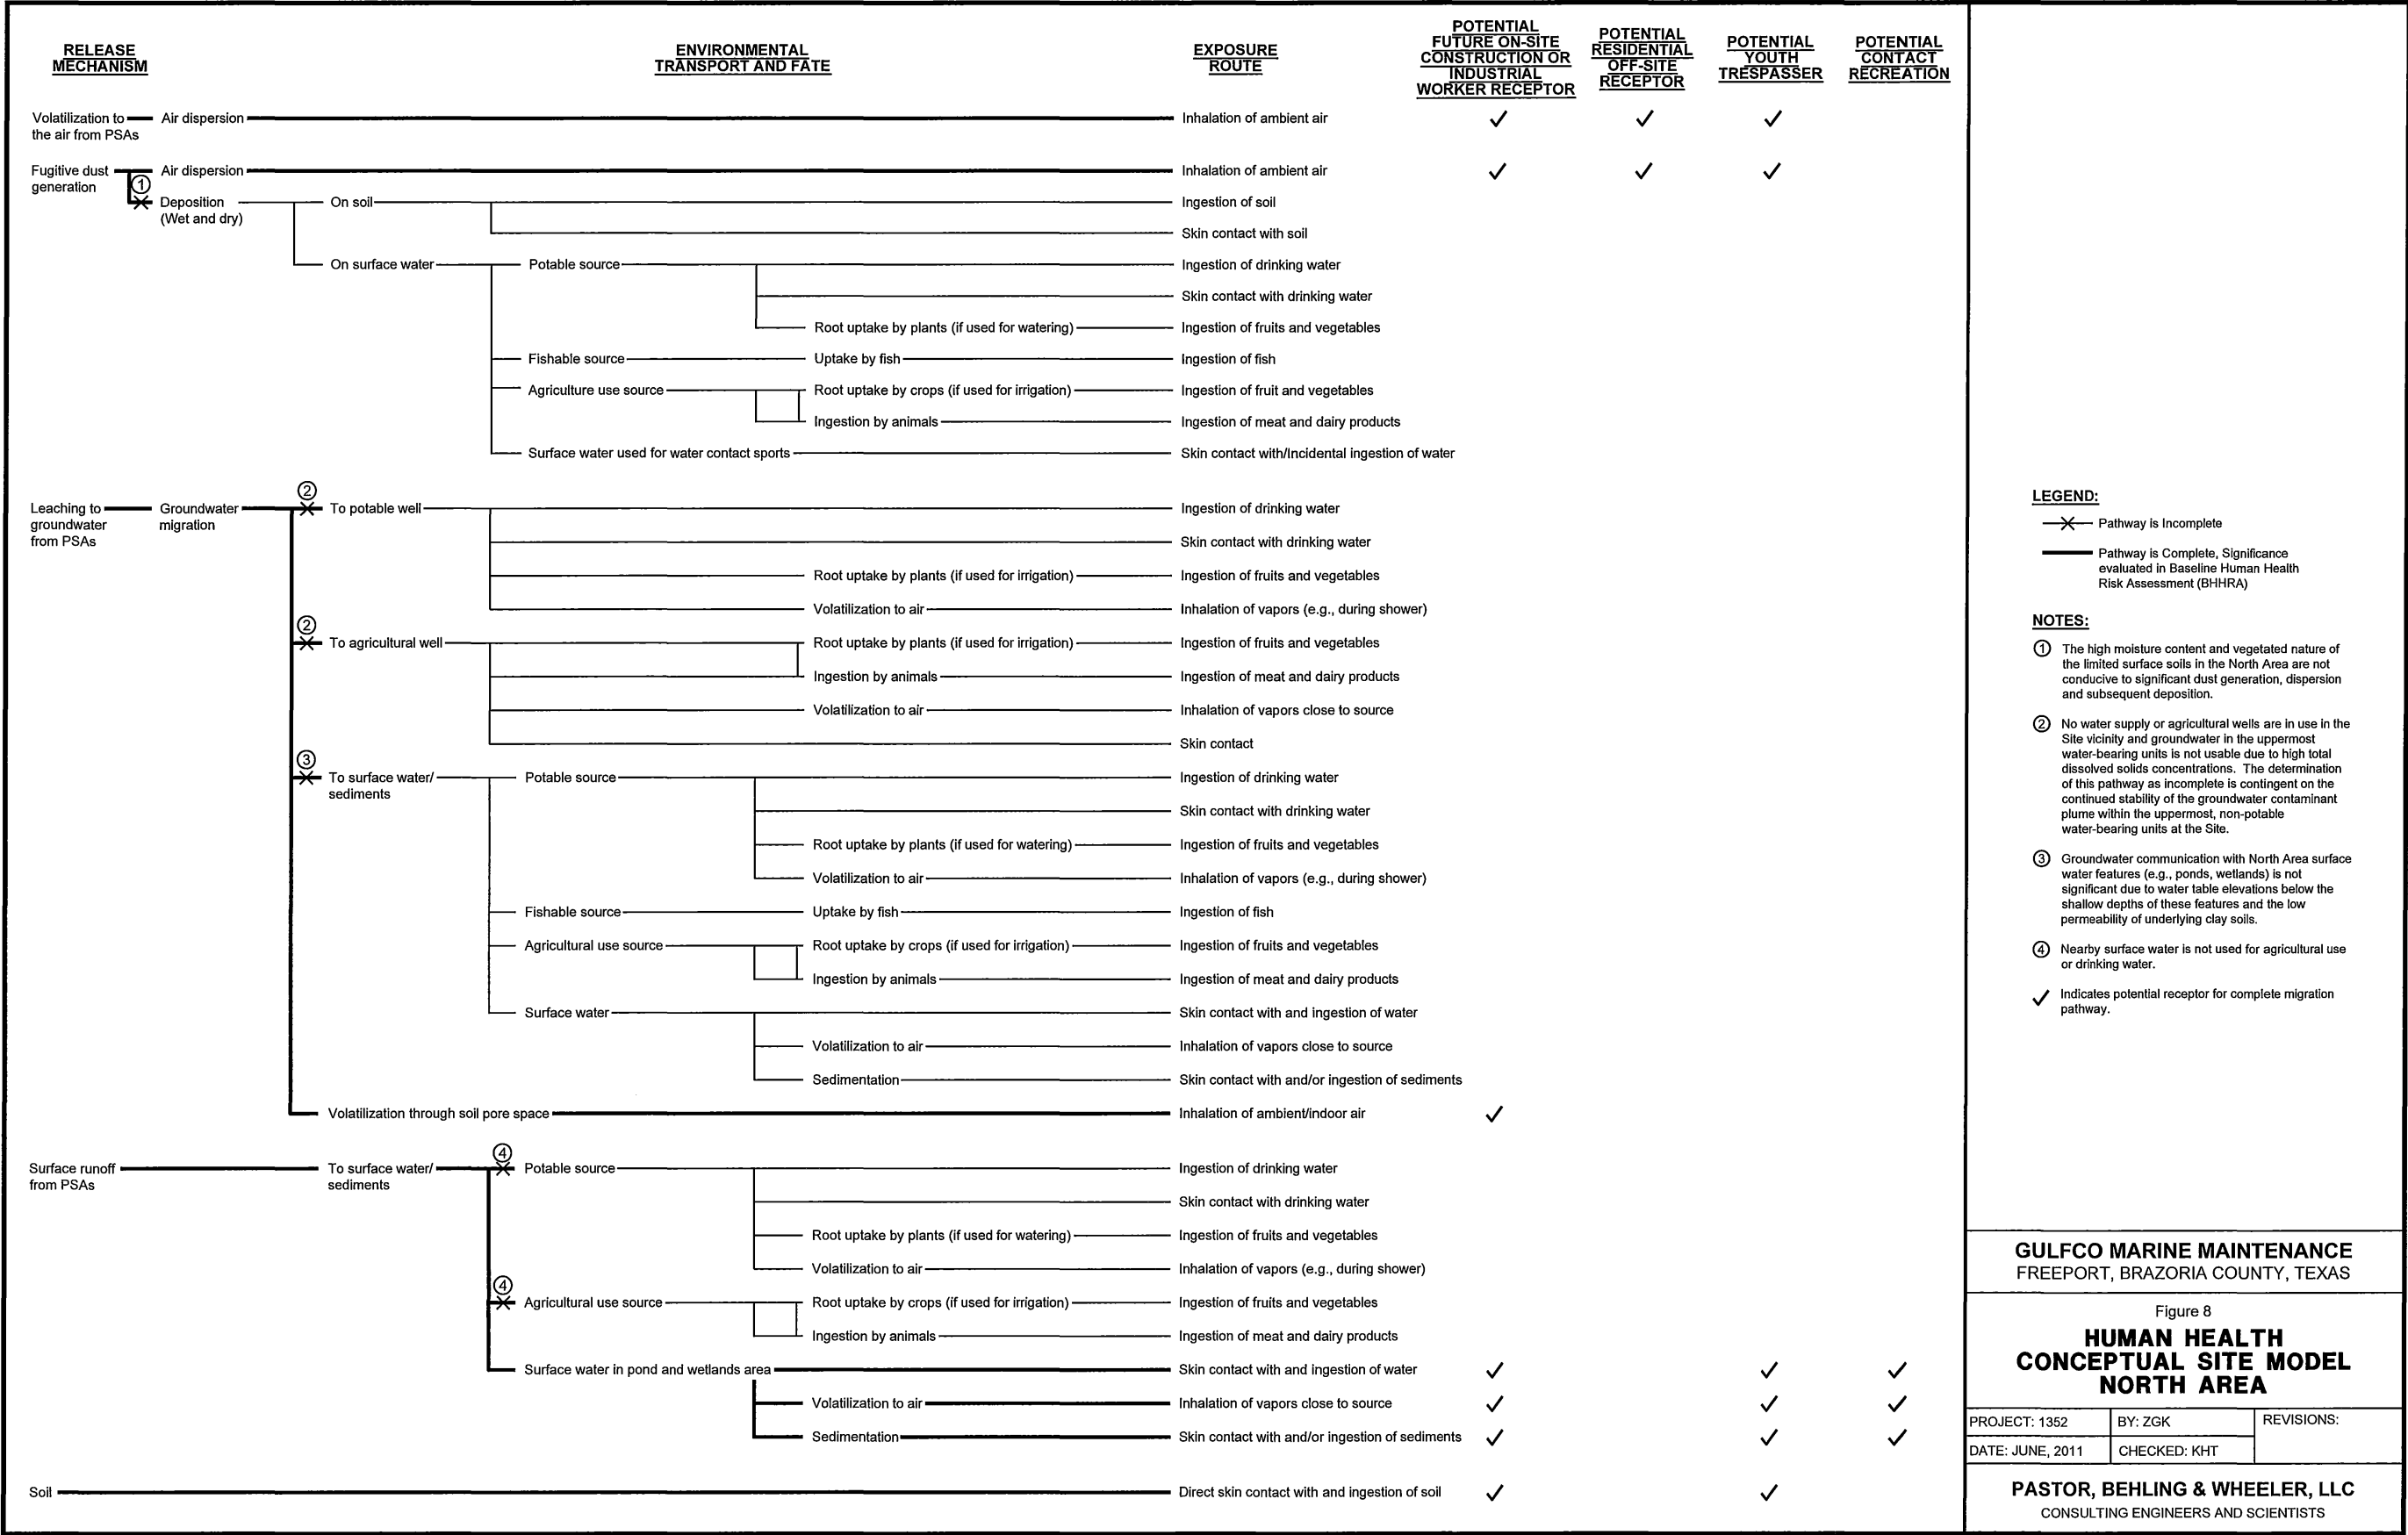 RELEASE
MECHANISM
ENVIRONMENTAL
TRANSPORT AND FATE
EXPOSURE
ROUTE
POTENTIAL
FUTURE ON-SITE
CONSTRUCTION OR
INDUSTRIAL
WORKER RECEPTOR
POTENTIAL
RESIDENTIAL
OFF-SITE
RECEPTOR
POTENTIAL
YOUTH
TRESPASSER
POTENTIAL
CONTACT
RECREATION
Volatilization to
the air from PSAs
Air dispersion
Inhalation of ambient air
✓ ✓ ✓
Fugitive dust
generation
Air dispersion
Inhalation of ambient air
✓ ✓ ✓
1
Deposition
(Wet and dry)
On soil
Ingestion of soil
Skin contact with soil
On surface water
Potable source
Ingestion of drinking water
Skin contact with drinking water
Root uptake by plants (if used for watering)
Ingestion of fruits and vegetables
Fishable source
Uptake by fish
Ingestion of fish
Agriculture use source
Root uptake by crops (if used for irrigation)
Ingestion of fruit and vegetables
Ingestion by animals
Ingestion of meat and dairy products
Surface water used for water contact sports
Skin contact with/Incidental ingestion of water
Leaching to
groundwater
from PSAs
Groundwater
migration
2
To potable well
Ingestion of drinking water
Skin contact with drinking water
Root uptake by plants (if used for irrigation)
Ingestion of fruits and vegetables
Volatilization to air
Inhalation of vapors (e.g., during shower)
2
To agricultural well
Root uptake by plants (if used for irrigation)
Ingestion of fruits and vegetables
Ingestion by animals
Ingestion of meat and dairy products
Volatilization to air
Inhalation of vapors close to source
Skin contact
3
To surface water/
sediments
Potable source
Ingestion of drinking water
Skin contact with drinking water
Root uptake by plants (if used for watering)
Ingestion of fruits and vegetables
Volatilization to air
Inhalation of vapors (e.g., during shower)
Fishable source
Uptake by fish
Ingestion of fish
Agricultural use source
Root uptake by crops (if used for irrigation)
Ingestion of fruits and vegetables
Ingestion by animals
Ingestion of meat and dairy products
Surface water
Skin contact with and ingestion of water
Volatilization to air
Inhalation of vapors close to source
Sedimentation
Skin contact with and/or ingestion of sediments
Volatilization through soil pore space
Inhalation of ambient/indoor air
✓
Surface runoff
from PSAs
To surface water/
sediments
4
Potable source
Ingestion of drinking water
Skin contact with drinking water
Root uptake by plants (if used for watering)
Ingestion of fruits and vegetables
Volatilization to air
Inhalation of vapors (e.g., during shower)
4
Agricultural use source
Root uptake by crops (if used for irrigation)
Ingestion of fruits and vegetables
Ingestion by animals
Ingestion of meat and dairy products
Surface water in pond and wetlands area
Skin contact with and ingestion of water
✓ ✓ ✓
Volatilization to air
Inhalation of vapors close to source
✓ ✓ ✓
Sedimentation
Skin contact with and/or ingestion of sediments
✓ ✓ ✓
Soil
Direct skin contact with and ingestion of soil
✓ ✓
LEGEND:
Pathway is Incomplete
Pathway is Complete, Significance
evaluated in Baseline Human Health
Risk Assessment (BHHRA)
NOTES:
1 The high moisture content and vegetated nature of
the limited surface soils in the North Area are not
conducive to significant dust generation, dispersion
and subsequent deposition.
2 No water supply or agricultural wells are in use in the
Site vicinity and groundwater in the uppermost
water-bearing units is not usable due to high total
dissolved solids concentrations. The determination
of this pathway as incomplete is contingent on the
continued stability of the groundwater contaminant
plume within the uppermost, non-potable
water-bearing units at the Site.
3 Groundwater communication with North Area surface
water features (e.g., ponds, wetlands) is not
significant due to water table elevations below the
shallow depths of these features and the low
permeability of underlying clay soils.
4 Nearby surface water is not used for agricultural use
or drinking water.
✓ Indicates potential receptor for complete migration
pathway.
GULFCO MARINE MAINTENANCE
FREEPORT, BRAZORIA COUNTY, TEXAS
Figure 8
HUMAN HEALTH
CONCEPTUAL SITE MODEL
NORTH AREA
PROJECT: 1352
BY: ZGK
REVISIONS:
DATE: JUNE, 2011
CHECKED: KHT
PASTOR, BEHLING & WHEELER, LLC
CONSULTING ENGINEERS AND SCIENTISTS